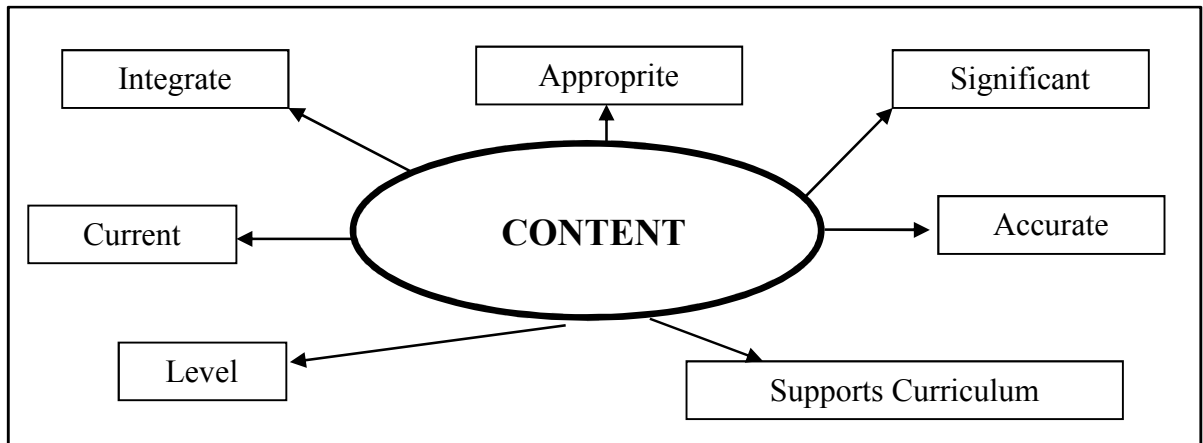 Integrate
Approprite
Significant
Current
CONTENT
Accurate
Level
Supports Curriculum